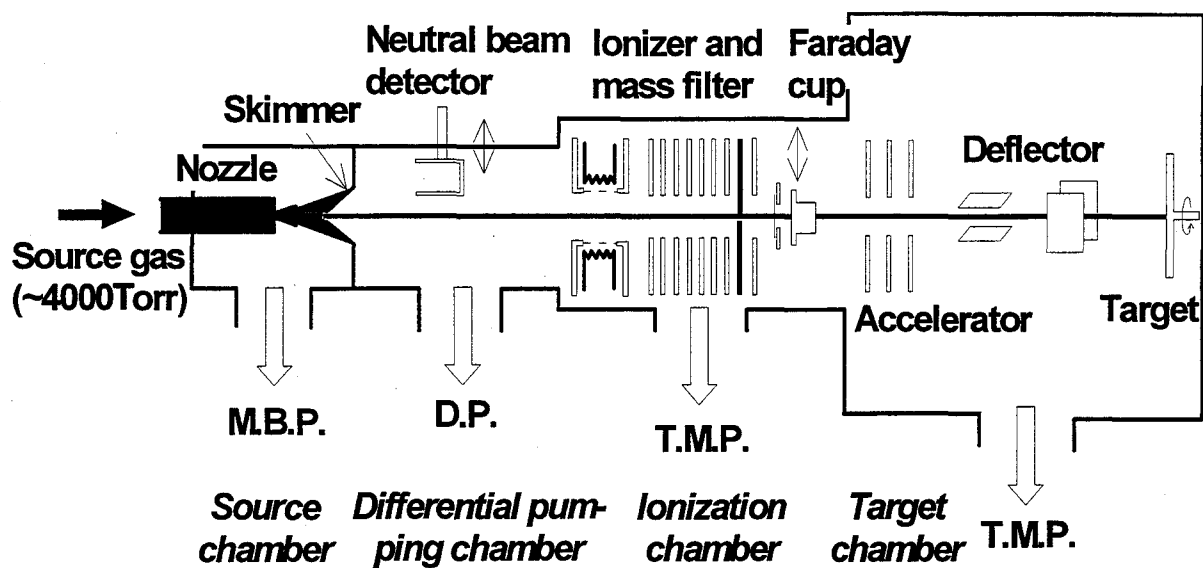 Neutral beam
detector
Ionizer and
mass filter
Faraday
cup
Skimmer
Nozzle
Deflector
Source gas
(~4000Torr)
Accelerator
Target
M.B.P.
D.P.
T.M.P.
T.M.P.
Source
chamber
Differential pum-
ping chamber
Ionization
chamber
Target
chamber